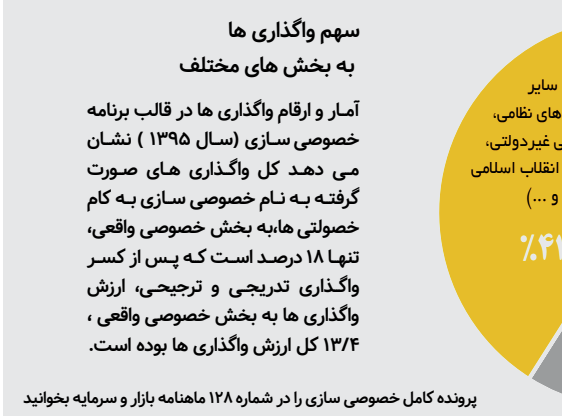 سهم واگذاری ها
به بخش های مختلف
آمار و ارقام واگذاری ها در قالب برنامه
خصوصی سازی (سال ۱۳۹۵ ) نشان
می دهد کل واگذاری های صورت
گرفته به نام خصوصی سازی به کام
خصولتی ها،به بخش خصوصی واقعی،
تنها ۱۸ درصد است که پس از کسر
واگذاری تدریجی و ترجیحی، ارزش
واگذاری ها به بخش خصوصی واقعی ،
۱۳/۴ کل ارزش واگذاری ها بوده است.
سایر
های نظامی،
غیردولتی،
انقلاب اسلامی
و ...)
پرونده کامل خصوصی سازی را در شماره ۱۲۸ ماهنامه بازار و سرمایه بخوانید